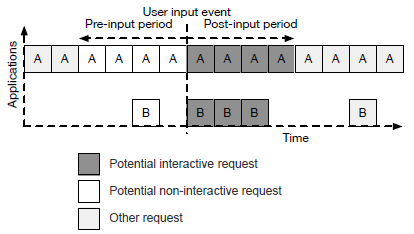 User input event
Pre-input period Post-input period
A A A A A A A A A A A A A A
Applications
B B B B B
Time
Potential interactive request
Potential non-interactive request
Other request